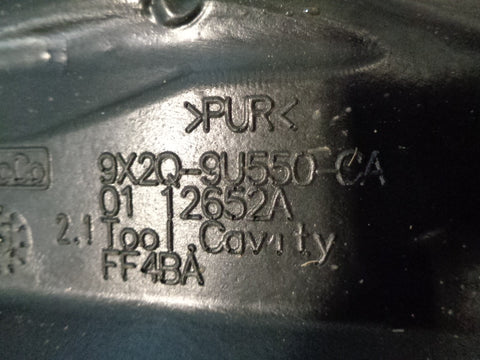 >PUR<
9X2Q-9U550-CA
01 12652A
2.1 Tool.Cavity
FF4BA